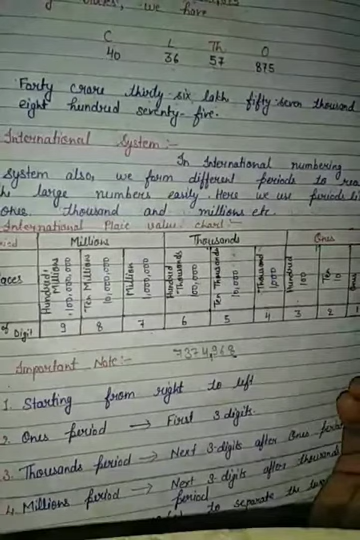 we have
C L Th O
40 36 57 875
Forty crore thirty-six lakh fifty-seven thousand
eight hundred seventy-five.
International System:-
In International numbering
System also, we form different periods to
large numbers easily. Here we use periods
thousand and millions etc.
International Place value chart:-
Millions Thousands Ones
Hundred Millions 100,000,000 Ten Millions 10,000,000 Million 1,000,000 Hundred Thousands 100,000 Ten Thousands 10,000 Thousand 1000 Hundred 100 Ten 10 Ones
of Digit 9 8 7 6 5 4 3 2 1
Important Note:-
1. Starting from right to left
2. Ones period → First 3 digits.
3. Thousands period → Next 3-digits after Ones
4. Millions period → Next 3-digits after thousand
period
to separate the